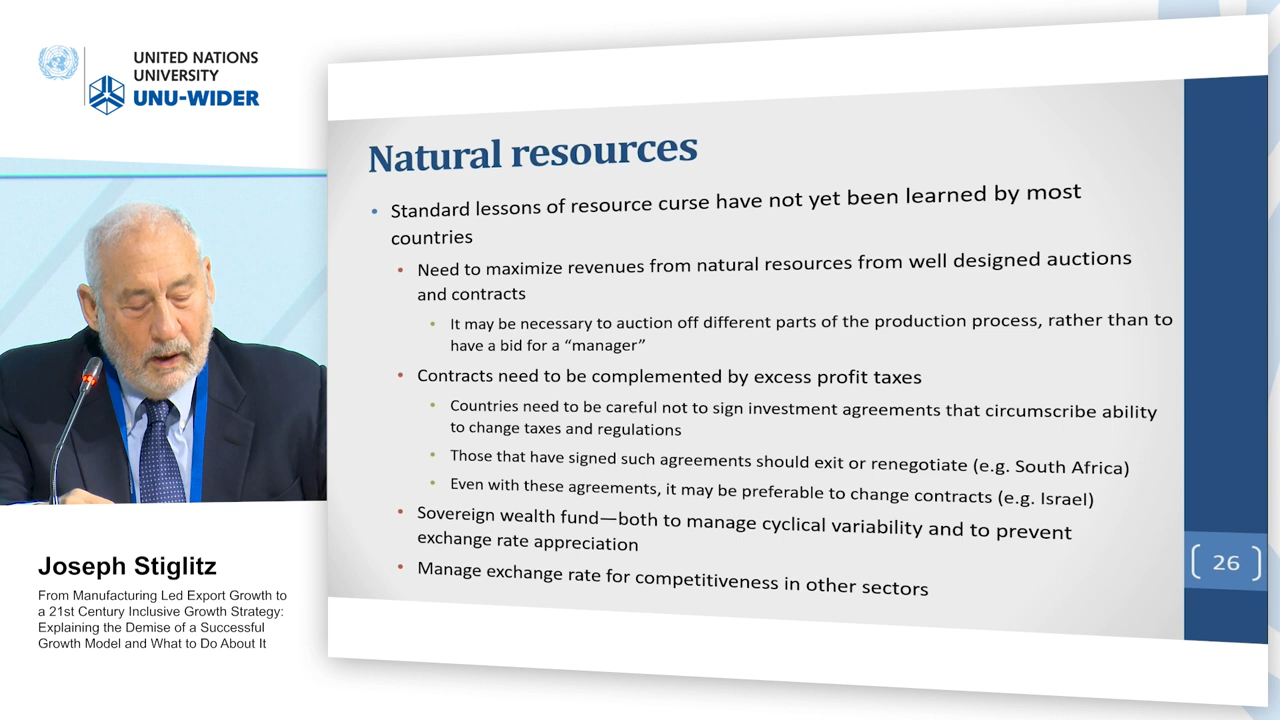 UNITED NATIONS
UNIVERSITY
UNU-WIDER
Natural resources
• Standard lessons of resource curse have not yet been learned by most
countries
• Need to maximize revenues from natural resources from well designed auctions
and contracts
• It may be necessary to auction off different parts of the production process, rather than to
have a bid for a “manager”
• Contracts need to be complemented by excess profit taxes
• Countries need to be careful not to sign investment agreements that circumscribe ability
to change taxes and regulations
• Those that have signed such agreements should exit or renegotiate (e.g. South Africa)
• Even with these agreements, it may be preferable to change contracts (e.g. Israel)
• Sovereign wealth fund—both to manage cyclical variability and to prevent
exchange rate appreciation
• Manage exchange rate for competitiveness in other sectors
26
Joseph Stiglitz
From Manufacturing Led Export Growth to
a 21st Century Inclusive Growth Strategy:
Explaining the Demise of a Successful
Growth Model and What to Do About It